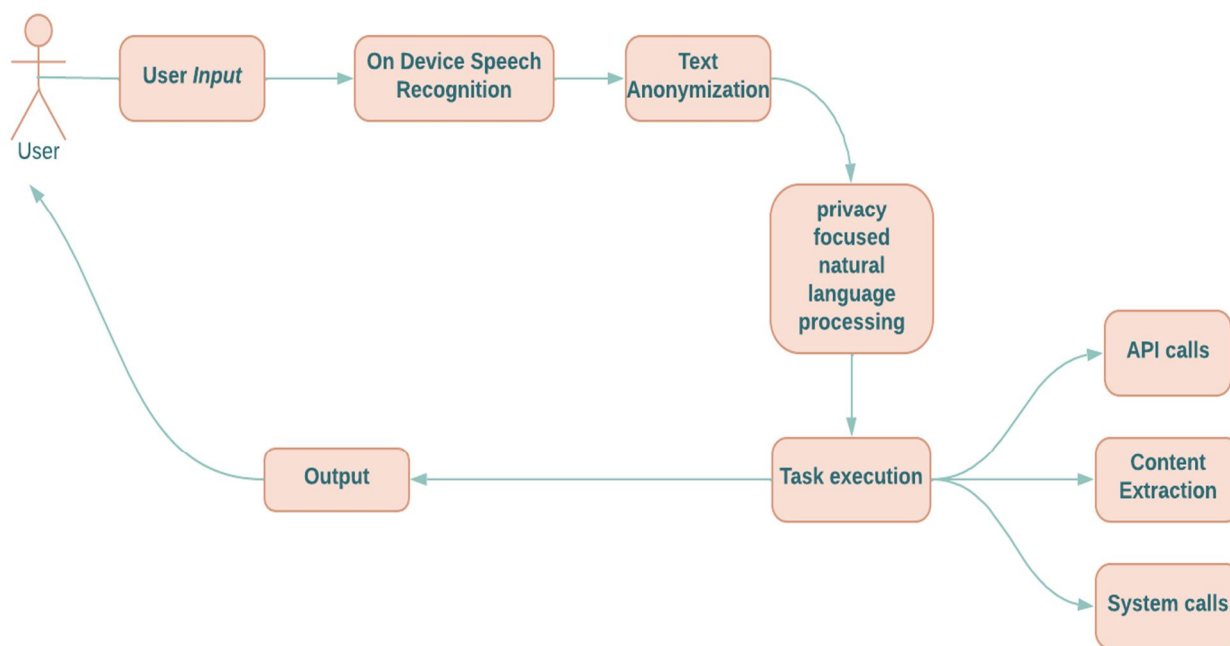 User Input
On Device Speech
Recognition
Text
Anonymization
User
privacy
focused
natural
language
processing
API calls
Task execution
Content
Extraction
Output
System calls